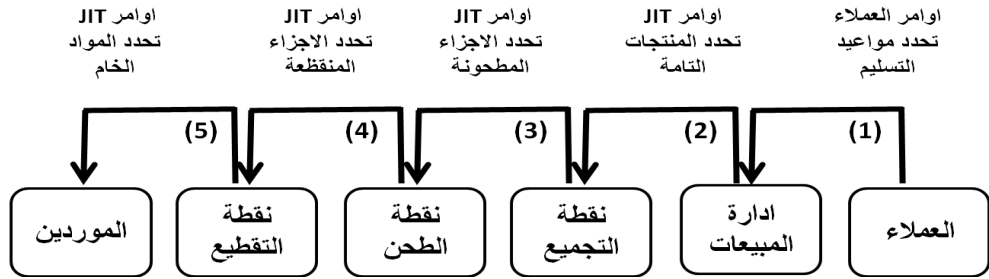 اوامر العملاء
تحدد مواعيد
التسليم
اوامر JIT
تحدد المنتجات
التامة
اوامر JIT
تحدد الاجزاء
المطحونة
اوامر JIT
تحدد الاجزاء
المنقظعة
اوامر JIT
تحدد المواد
الخام
(1)
(2)
(3)
(4)
(5)
العملاء
ادارة
المبيعات
نقطة
التجميع
نقطة
الطحن
نقطة
التقطيع
الموردين